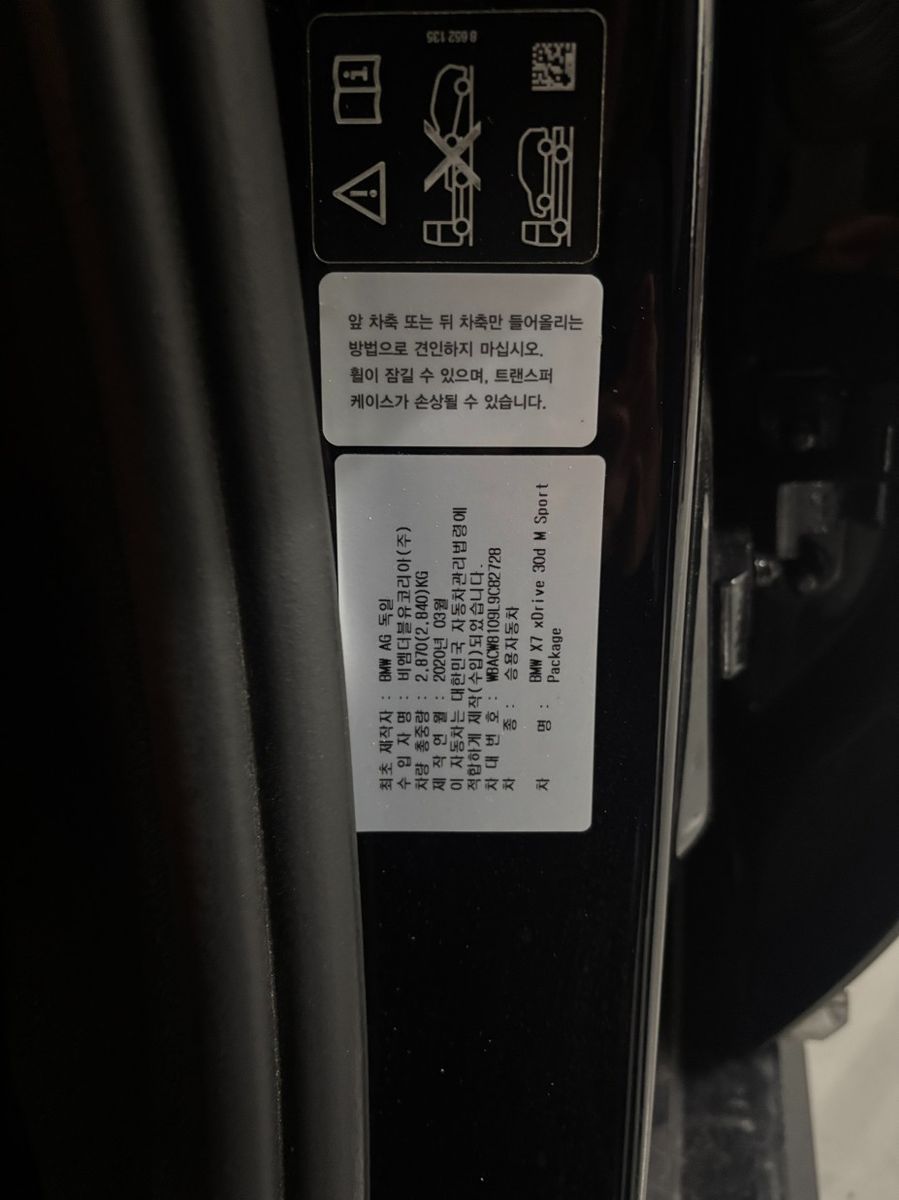 8 652 135
앞 차축 또는 뒤 차축만 들어올리는
방법으로 견인하지 마십시오.
휠이 잠길 수 있으며, 트랜스퍼
케이스가 손상될 수 있습니다.
최초 제작자 : BMW AG 독일
수 입 자 명 : 비엠더블유코리아(주)
차량 총중량 : 2,870(2,840)KG
제 작 연 월 : 2020년 03월
이 자동차는 대한민국 자동차관리법령에
적합하게 제작(수입)되었습니다.
차 대 번 호 : WBACW8109L9C82728
차 종 : 승용자동차
차 명 : BMW X7 xDrive 30d M Sport
Package